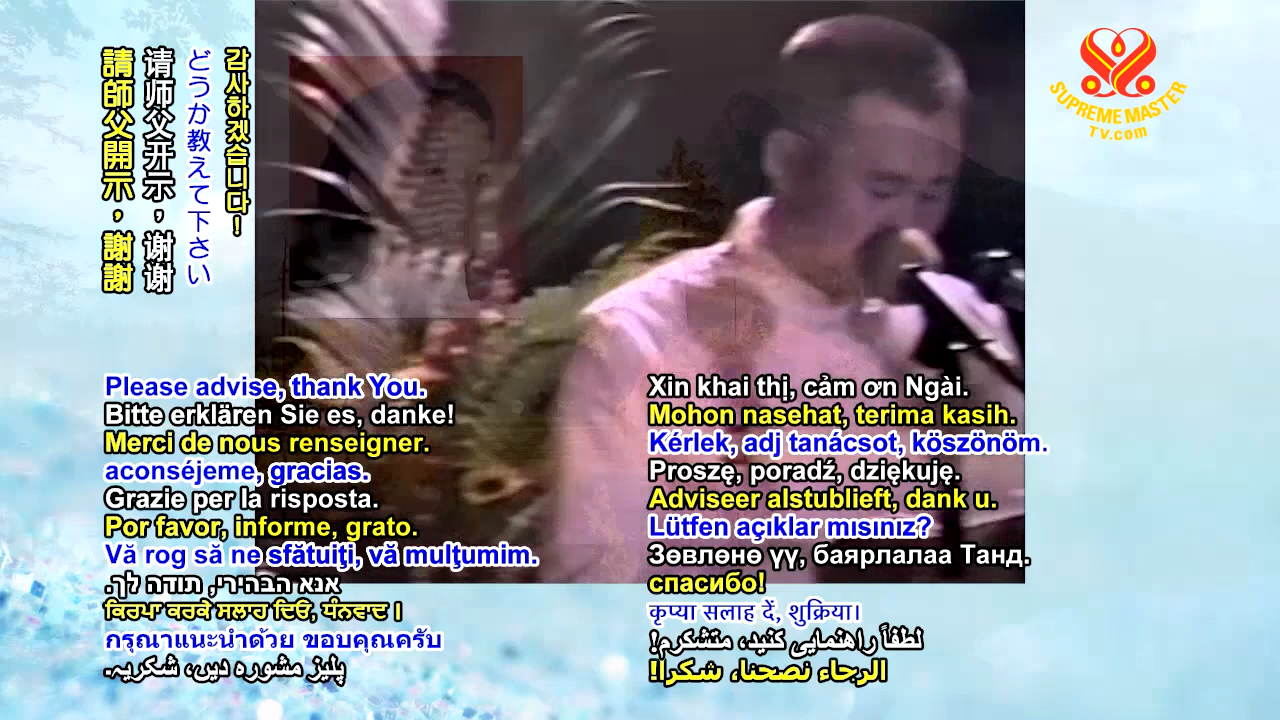 감사하겠습니다!
どうか教えて下さい
请师父开示，谢谢
請師父開示，謝謝
SUPREME MASTER
Tv.com
Please advise, thank You.
Bitte erklären Sie es, danke!
Merci de nous renseigner.
aconséjeme, gracias.
Grazie per la risposta.
Por favor, informe, grato.
Vă rog să ne sfătuiţi, vă mulţumim.
אנא הבהירי, תודה לך.
ਕਿਰਪਾ ਕਰਕੇ ਸਲਾਹ ਦਿਓ, ਧੰਨਵਾਦ।
กรุณาแนะนำด้วย ขอบคุณครับ
پلیز مشورہ دیں، شکریہ.
Xin khai thị, cảm ơn Ngài.
Mohon nasehat, terima kasih.
Kérlek, adj tanácsot, köszönöm.
Proszę, poradź, dziękuję.
Adviseer alstublieft, dank u.
Lütfen açıklar mısınız?
Зөвлөнө үү, баярлалаа Танд.
спасибо!
कृप्या सलाह दें, शुक्रिया।
لطفاً راهنمایی کنید، متشکرم!
الرجاء نصحنا، شكرا!